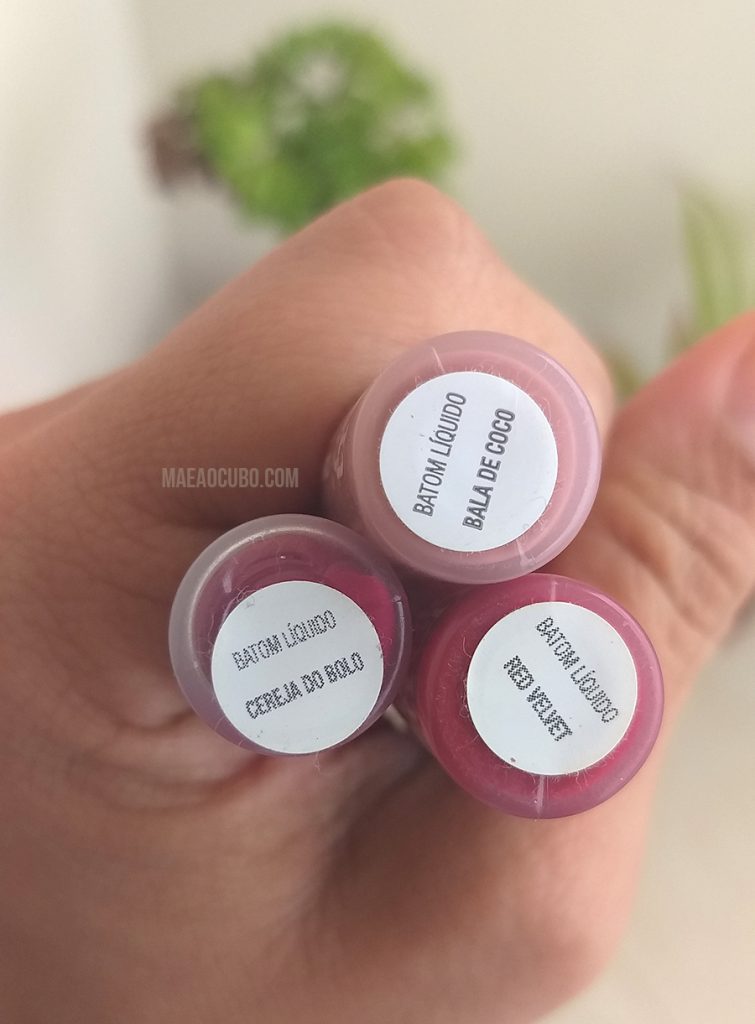 BATOM LÍQUIDO
BALA DE COCO
MAEAOCUBO.COM
BATOM LÍQUIDO
CEREJA DO BOLO
BATOM LÍQUIDO
RED VELVET